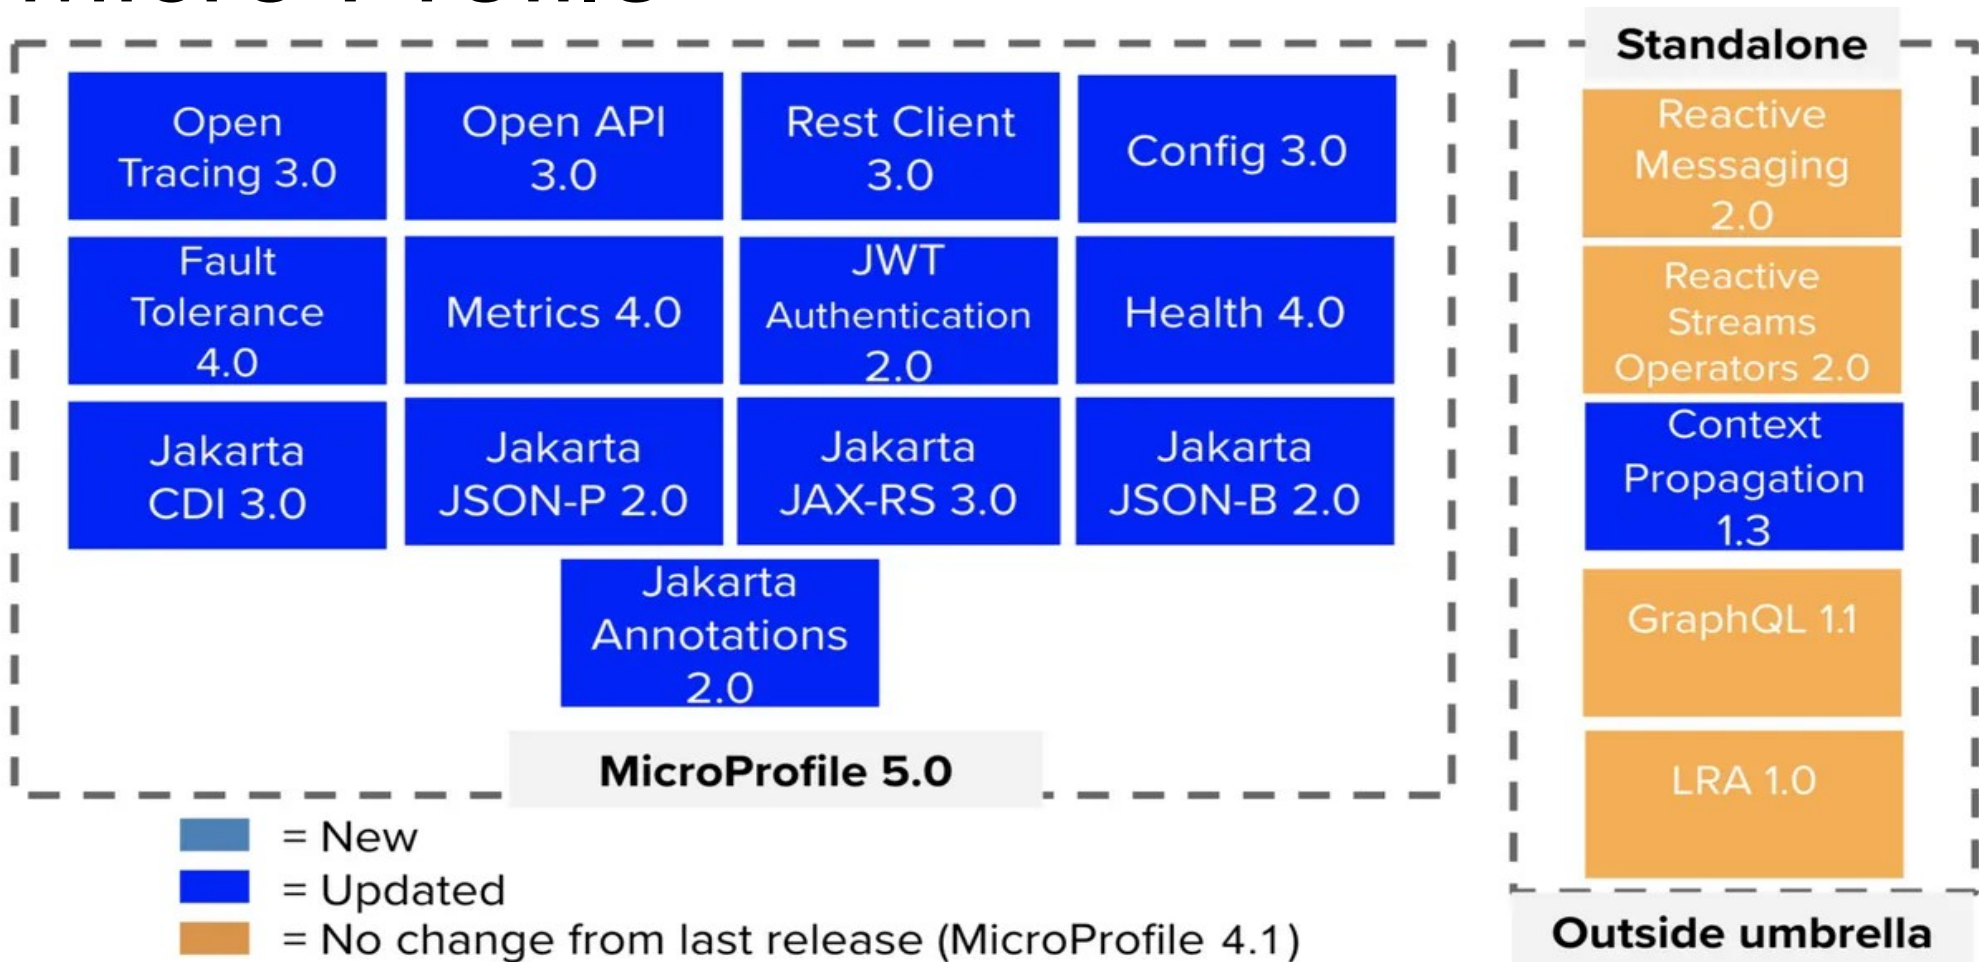 Micro Profile
Open
Tracing 3.0
Open API
3.0
Rest Client
3.0
Config 3.0
Fault
Tolerance
4.0
Metrics 4.0
JWT
Authentication
2.0
Health 4.0
Jakarta
CDI 3.0
Jakarta
JSON-P 2.0
Jakarta
JAX-RS 3.0
Jakarta
JSON-B 2.0
Jakarta
Annotations
2.0
MicroProfile 5.0
= New
= Updated
= No change from last release (MicroProfile 4.1)
Standalone
Reactive
Messaging
2.0
Reactive
Streams
Operators 2.0
Context
Propagation
1.3
GraphQL 1.1
LRA 1.0
Outside umbrella